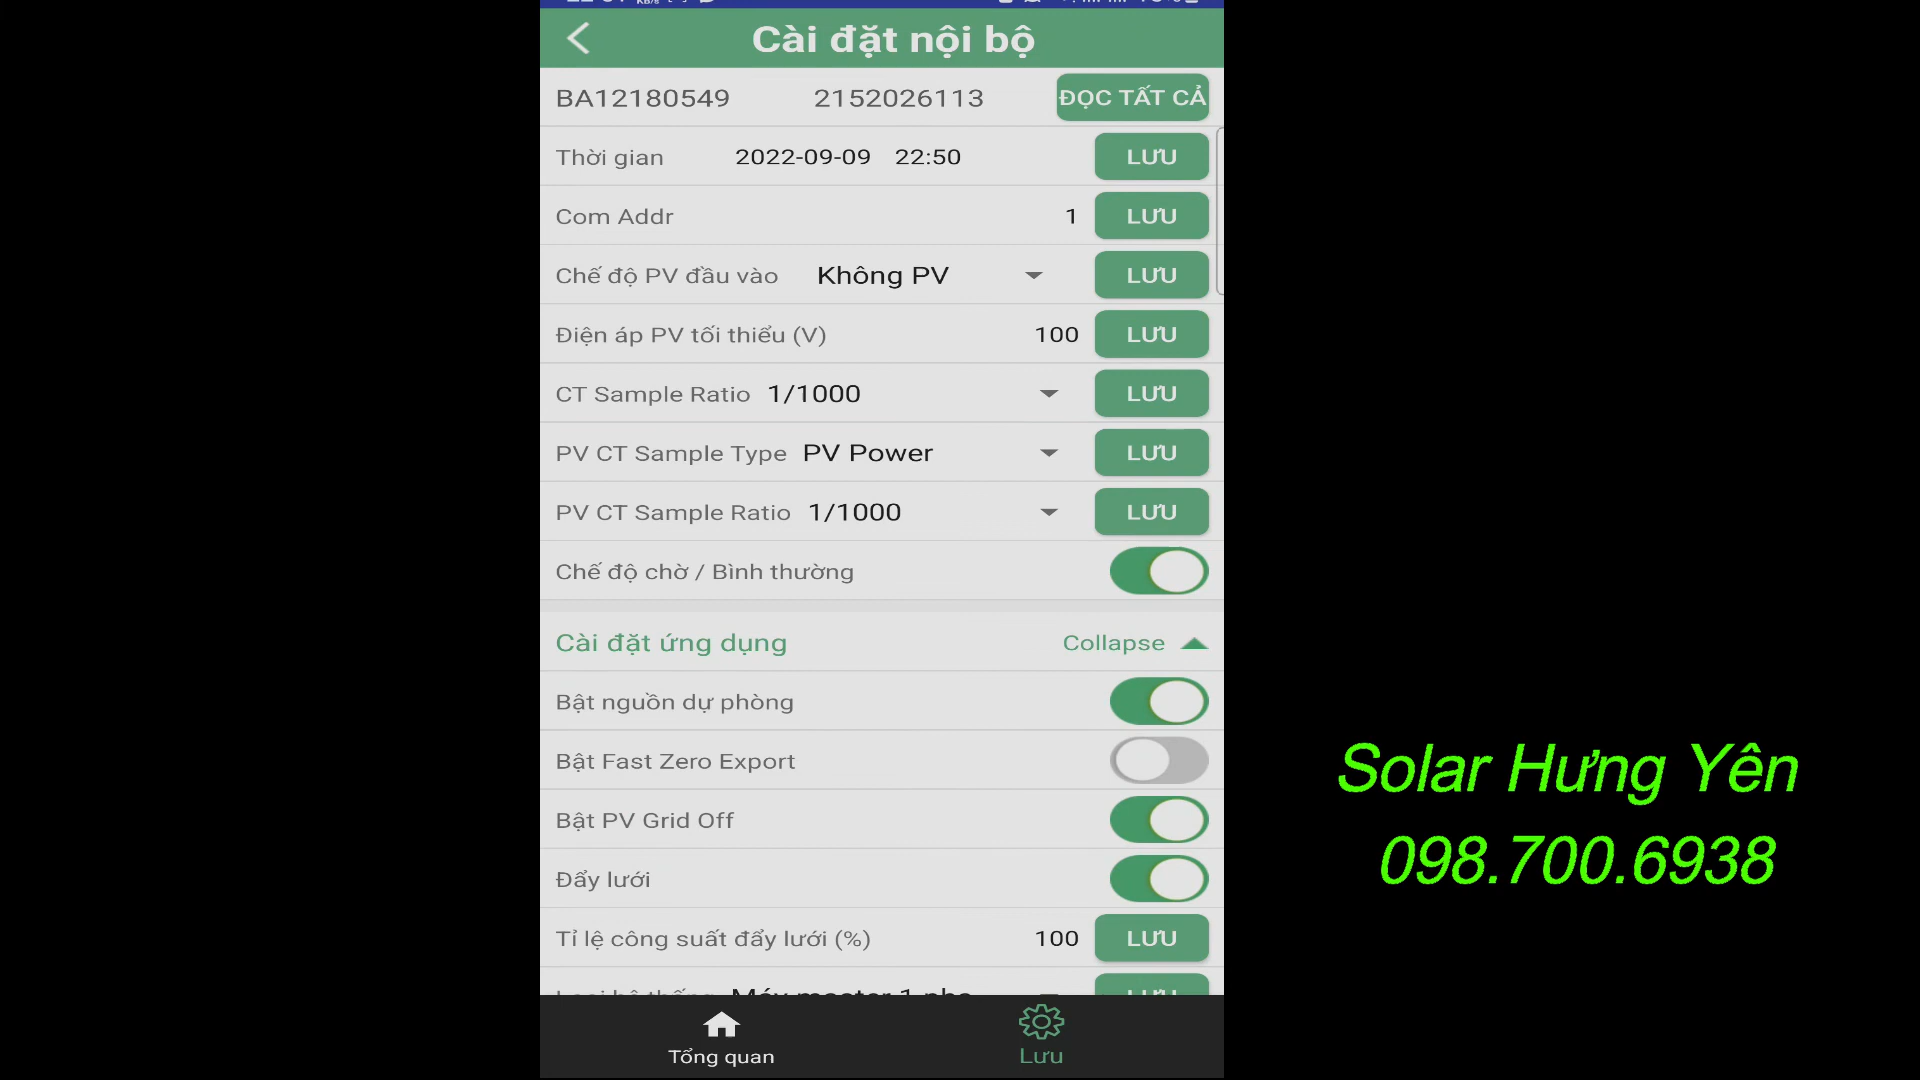 Cài đặt nội bộ
BA12180549 2152026113 ĐỌC TẤT CẢ
Thời gian 2022-09-09 22:50 LƯU
Com Addr 1 LƯU
Chế độ PV đầu vào Không PV LƯU
Điện áp PV tối thiểu (V) 100 LƯU
CT Sample Ratio 1/1000 LƯU
PV CT Sample Type PV Power LƯU
PV CT Sample Ratio 1/1000 LƯU
Chế độ chờ / Bình thường
Cài đặt ứng dụng Collapse
Bật nguồn dự phòng
Bật Fast Zero Export
Bật PV Grid Off
Đẩy lưới
Tỉ lệ công suất đẩy lưới (%) 100 LƯU
Máy master 1 pha LƯU
Tổng quan Lưu
Solar Hưng Yên
098.700.6938